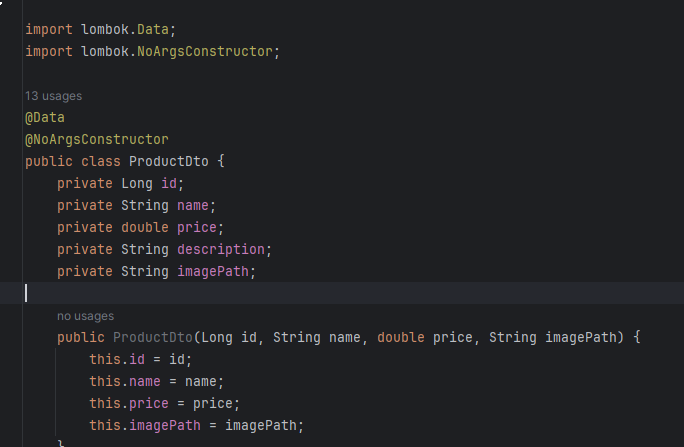 import lombok.Data;
import lombok.NoArgsConstructor;
13 usages
@Data
@NoArgsConstructor
public class ProductDto {
    private Long id;
    private String name;
    private double price;
    private String description;
    private String imagePath;
    no usages
    public ProductDto(Long id, String name, double price, String imagePath) {
        this.id = id;
        this.name = name;
        this.price = price;
        this.imagePath = imagePath;
    }